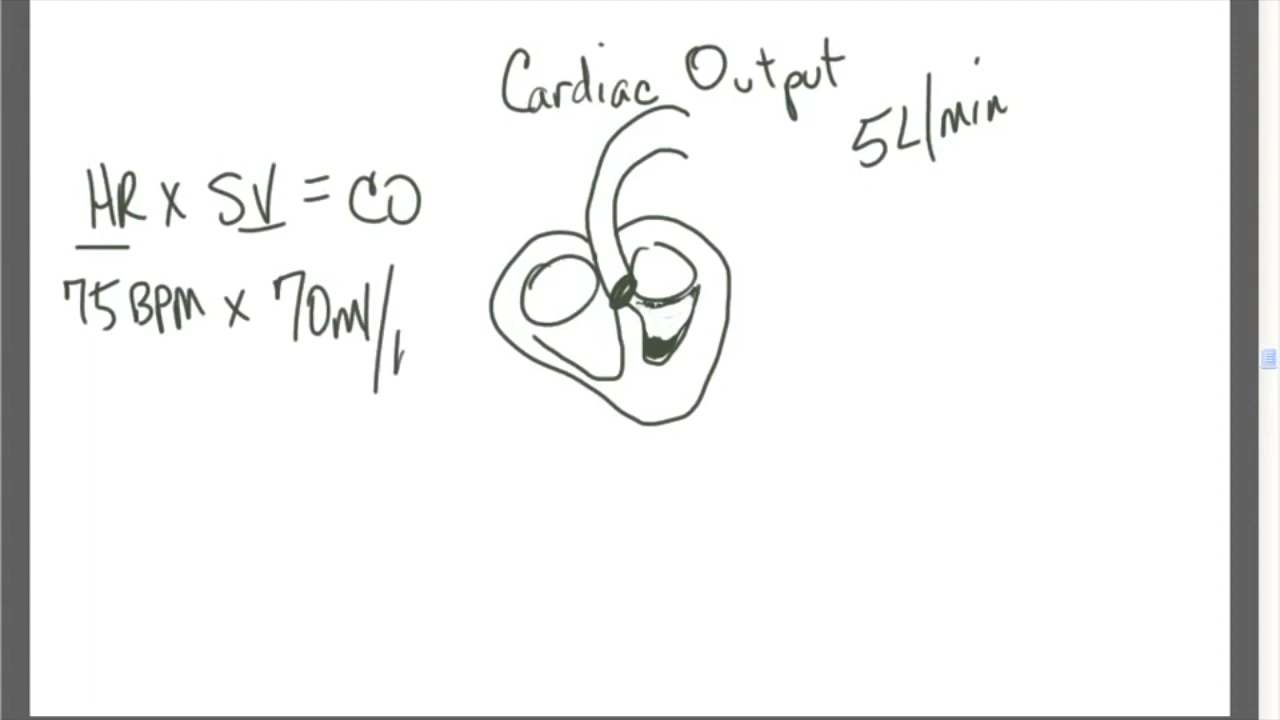 Cardiac Output
5L/min
HR x SV = CO
75 BPM x 70ml/